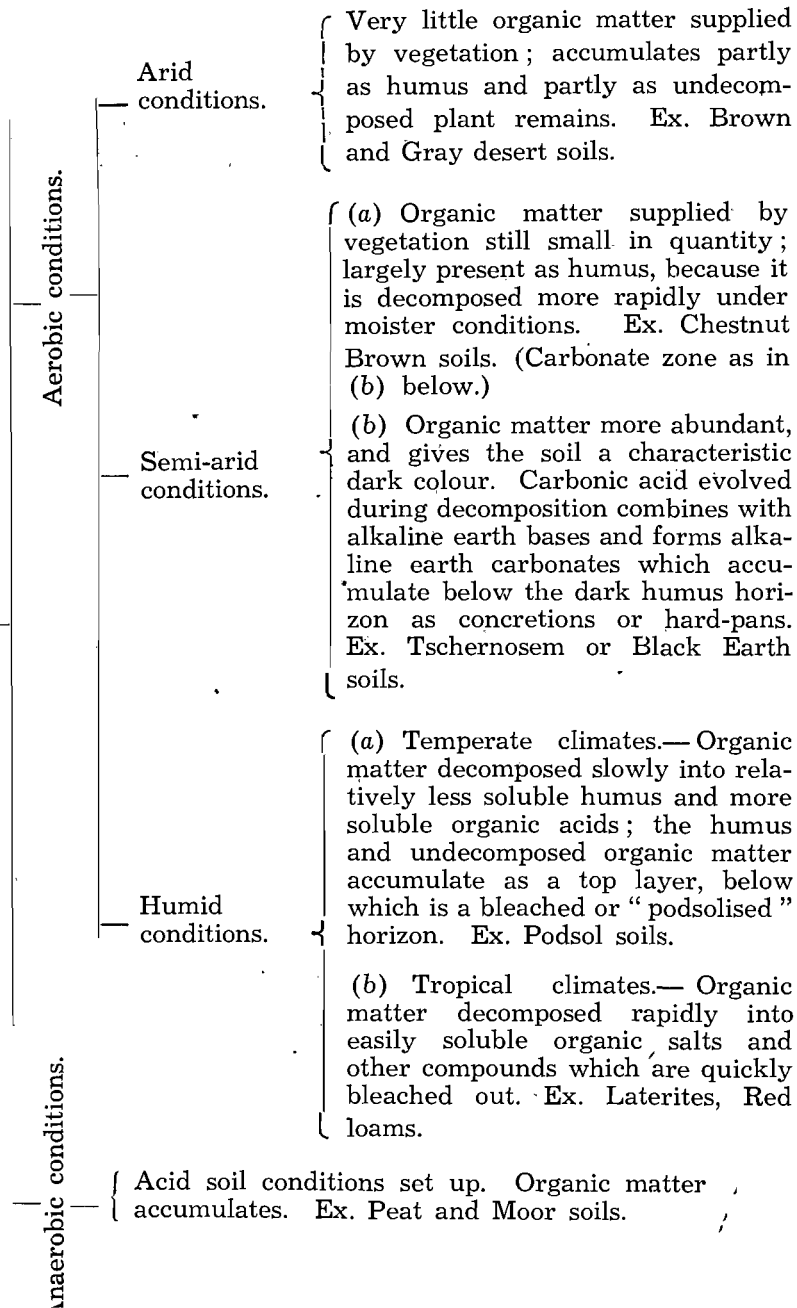 Aerobic conditions.
Arid
conditions.
Very little organic matter supplied
by vegetation ; accumulates partly
as humus and partly as undecom-
posed plant remains. Ex. Brown
and Gray desert soils.
Semi-arid
conditions.
(a) Organic matter supplied by
vegetation still small in quantity ;
largely present as humus, because it
is decomposed more rapidly under
moister conditions. Ex. Chestnut
Brown soils. (Carbonate zone as in
(b) below.)
(b) Organic matter more abundant,
and gives the soil a characteristic
dark colour. Carbonic acid evolved
during decomposition combines with
alkaline earth bases and forms alka-
line earth carbonates which accu-
mulate below the dark humus hori-
zon as concretions or hard-pans.
Ex. Tschernosem or Black Earth
soils.
Humid
conditions.
(a) Temperate climates.— Organic
matter decomposed slowly into rela-
tively less soluble humus and more
soluble organic acids ; the humus
and undecomposed organic matter
accumulate as a top layer, below
which is a bleached or “ podsolised ”
horizon. Ex. Podsol soils.
(b) Tropical climates.— Organic
matter decomposed rapidly into
easily soluble organic salts and
other compounds which are quickly
bleached out. Ex. Laterites, Red
loams.
Anaerobic conditions.
Acid soil conditions set up. Organic matter
accumulates. Ex. Peat and Moor soils.